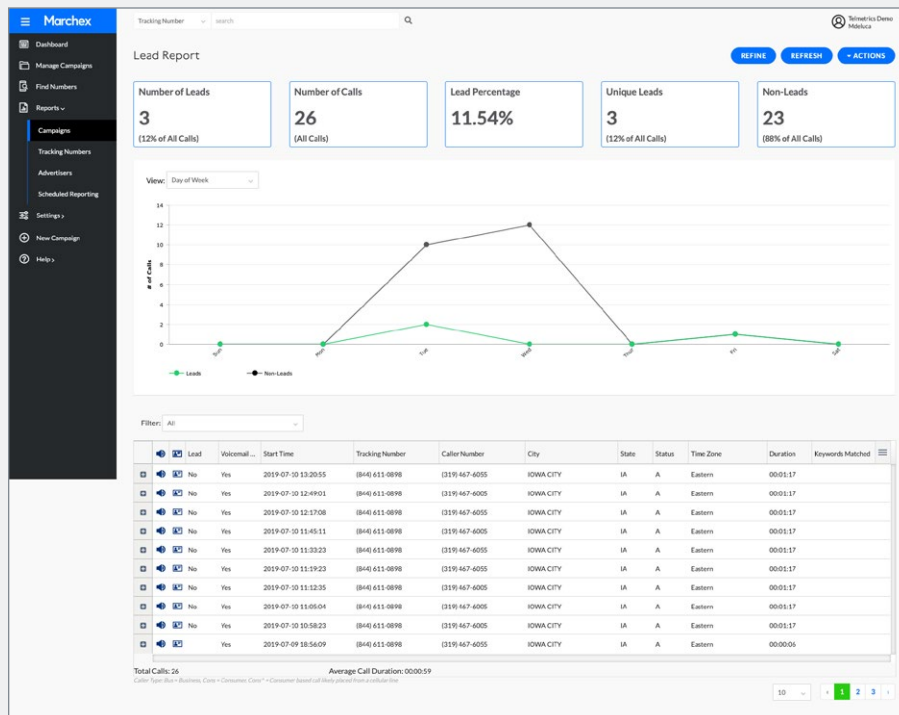 Marchex
Tracking Number search
Telmetrics Demo
Mdeluca
Dashboard
Manage Campaigns
Find Numbers
Reports
Campaigns
Tracking Numbers
Advertisers
Scheduled Reporting
Settings
New Campaign
Help
Lead Report
REFINE REFRESH ACTIONS
Number of Leads
3
(12% of All Calls)
Number of Calls
26
(All Calls)
Lead Percentage
11.54%
Unique Leads
3
(12% of All Calls)
Non-Leads
23
(88% of All Calls)
View: Day of Week
14
12
10
8
6
4
2
0
# of Calls
Sun Mon Tue Wed Thur Fri Sat
Leads Non-Leads
Filter: All
Lead Voicemail ... Start Time Tracking Number Caller Number City State Status Time Zone Duration Keywords Matched
No Yes 2019-07-10 13:20:55 (844) 611-0898 (319) 467-6055 IOWA CITY IA A Eastern 00:01:17
No Yes 2019-07-10 12:49:01 (844) 611-0898 (319) 467-6005 IOWA CITY IA A Eastern 00:01:17
No Yes 2019-07-10 12:17:08 (844) 611-0898 (319) 467-6055 IOWA CITY IA A Eastern 00:01:17
No Yes 2019-07-10 11:45:11 (844) 611-0898 (319) 467-6005 IOWA CITY IA A Eastern 00:01:17
No Yes 2019-07-10 11:33:23 (844) 611-0898 (319) 467-6055 IOWA CITY IA A Eastern 00:01:17
No Yes 2019-07-10 11:19:23 (844) 611-0898 (319) 467-6055 IOWA CITY IA A Eastern 00:01:17
No Yes 2019-07-10 11:12:35 (844) 611-0898 (319) 467-6005 IOWA CITY IA A Eastern 00:01:17
No Yes 2019-07-10 11:05:04 (844) 611-0898 (319) 467-6005 IOWA CITY IA A Eastern 00:01:17
No Yes 2019-07-10 10:58:23 (844) 611-0898 (319) 467-6055 IOWA CITY IA A Eastern 00:01:17
Yes 2019-07-09 18:56:09 (844) 611-0898 (319) 467-6055 IOWA CITY IA A Eastern 00:00:06
Total Calls: 26 Average Call Duration: 00:00:59
Caller Type: Bus = Business, Cons = Consumer, Cons* = Consumer based call likely placed from a cellular line
10 1 2 3